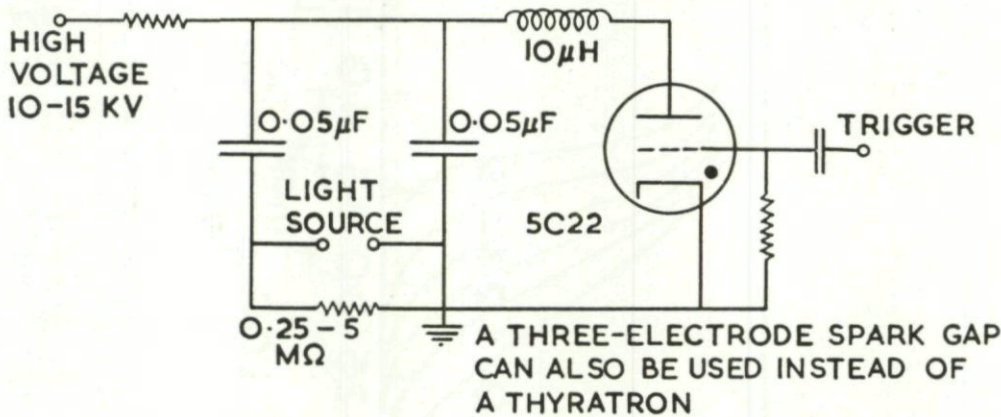 HIGH
VOLTAGE
10-15 KV
10μH
0·05μF
0·05μF
TRIGGER
LIGHT
SOURCE
5C22
0·25-5
MΩ
A THREE-ELECTRODE SPARK GAP
CAN ALSO BE USED INSTEAD OF
A THYRATRON